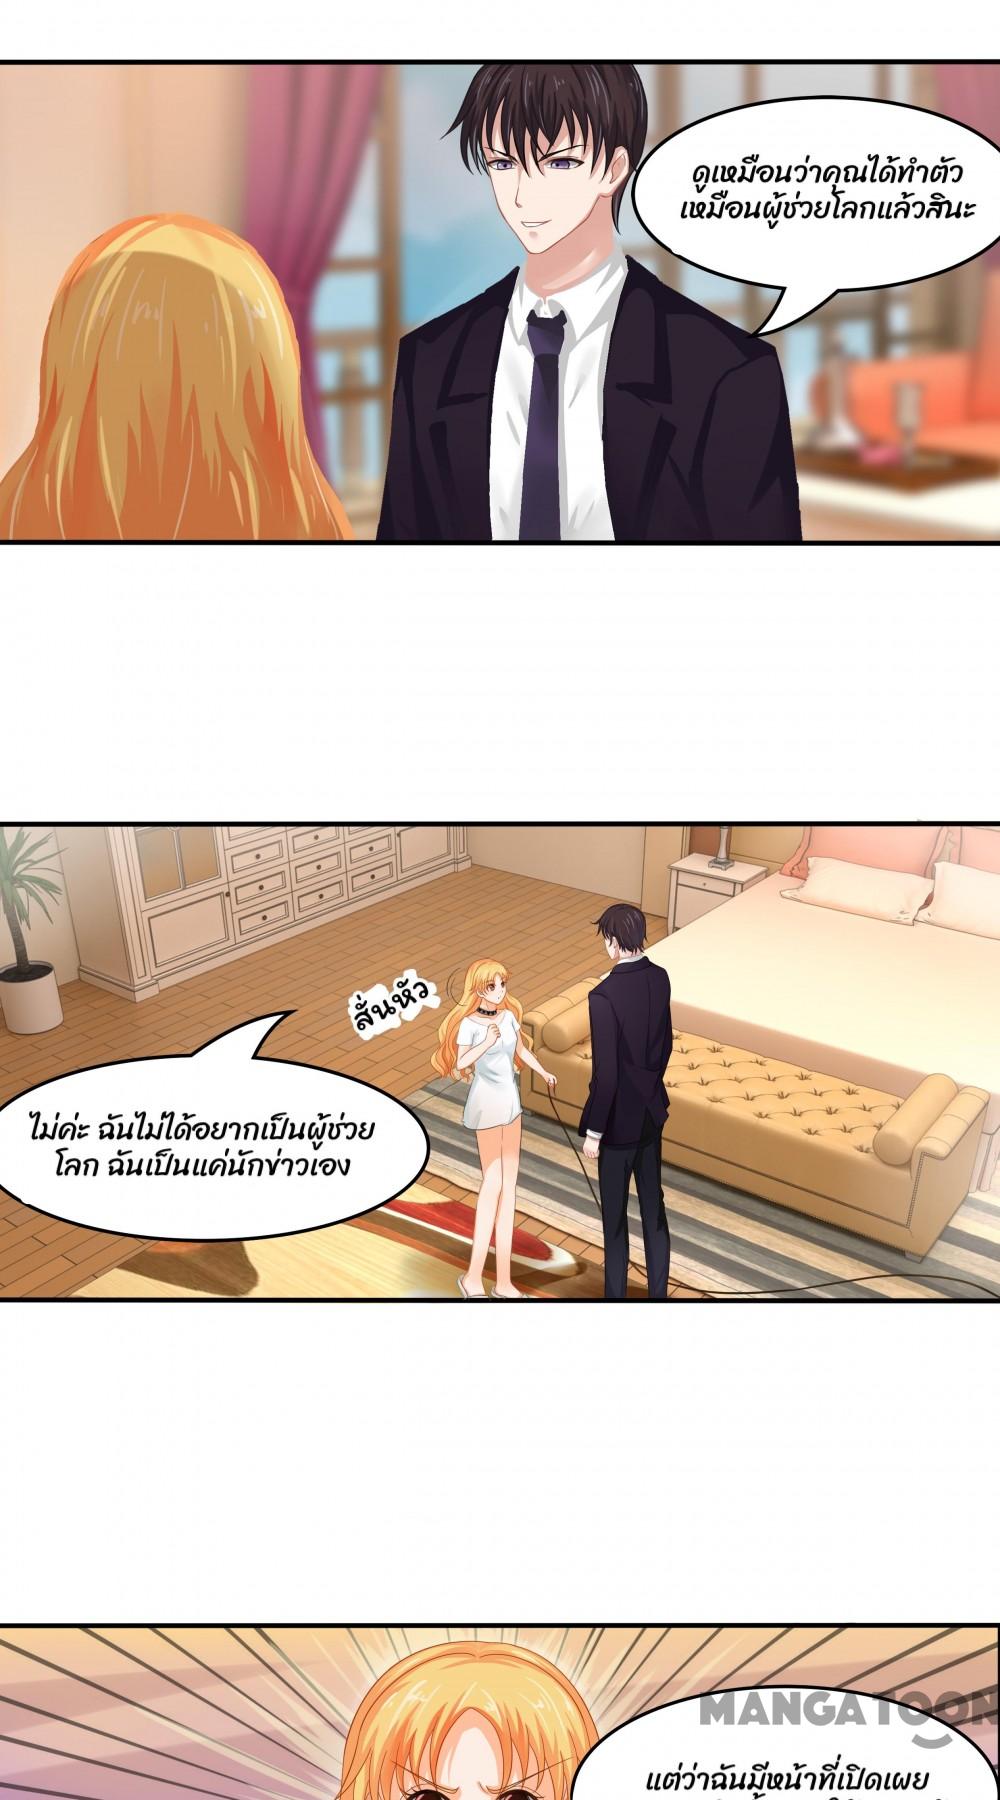 ดูเหมือนว่าคุณได้ทำตัว
เหมือนผู้ช่วยโลกแล้วสินะ
สั่นหัว
ไม่ค่ะ ฉันไม่ได้อยากเป็นผู้ช่วย
โลก ฉันเป็นแค่นักข่าวเอง
MANGATOON
แต่ว่าฉันมีหน้าที่เปิดเผย